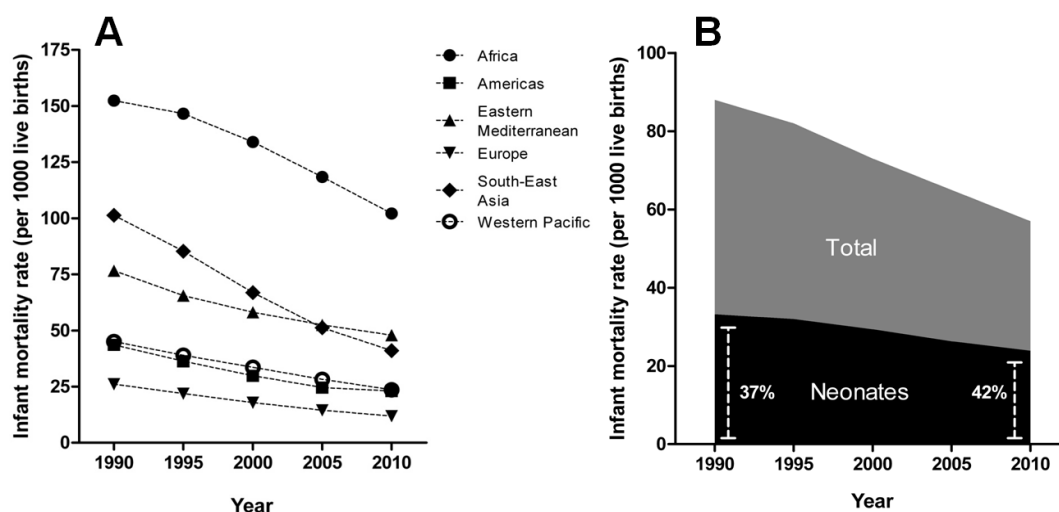 A
Infant mortality rate (per 1000 live births)
175
150
125
100
75
50
25
0
1990 1995 2000 2005 2010
Year
Africa
Americas
Eastern
Mediterranean
Europe
South-East
Asia
Western Pacific
B
Infant mortality rate (per 1000 live births)
100
80
60
40
20
0
Total
Neonates
37%
42%
1990 1995 2000 2005 2010
Year